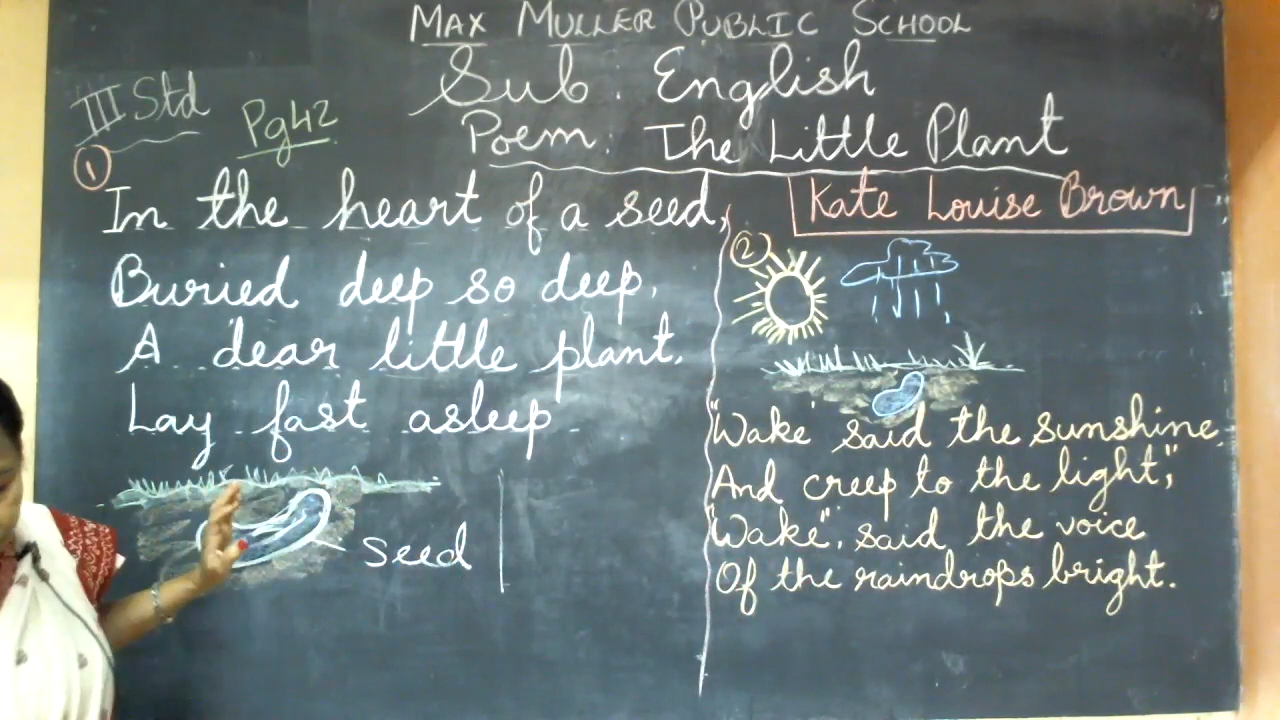 MAX MULLER PUBLIC SCHOOL
Sub. English
III Std
Pg 42
Poem. The Little Plant
Kate Louise Brown
①
In the heart of a seed,
Buried deep so deep,
A dear little plant,
Lay fast asleep
seed
②
"Wake" said the sunshine,
And creep to the light,"
"Wake", said the voice
Of the raindrops bright.